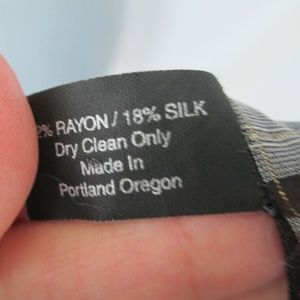 2% RAYON / 18% SILK
Dry Clean Only
Made In
Portland Oregon